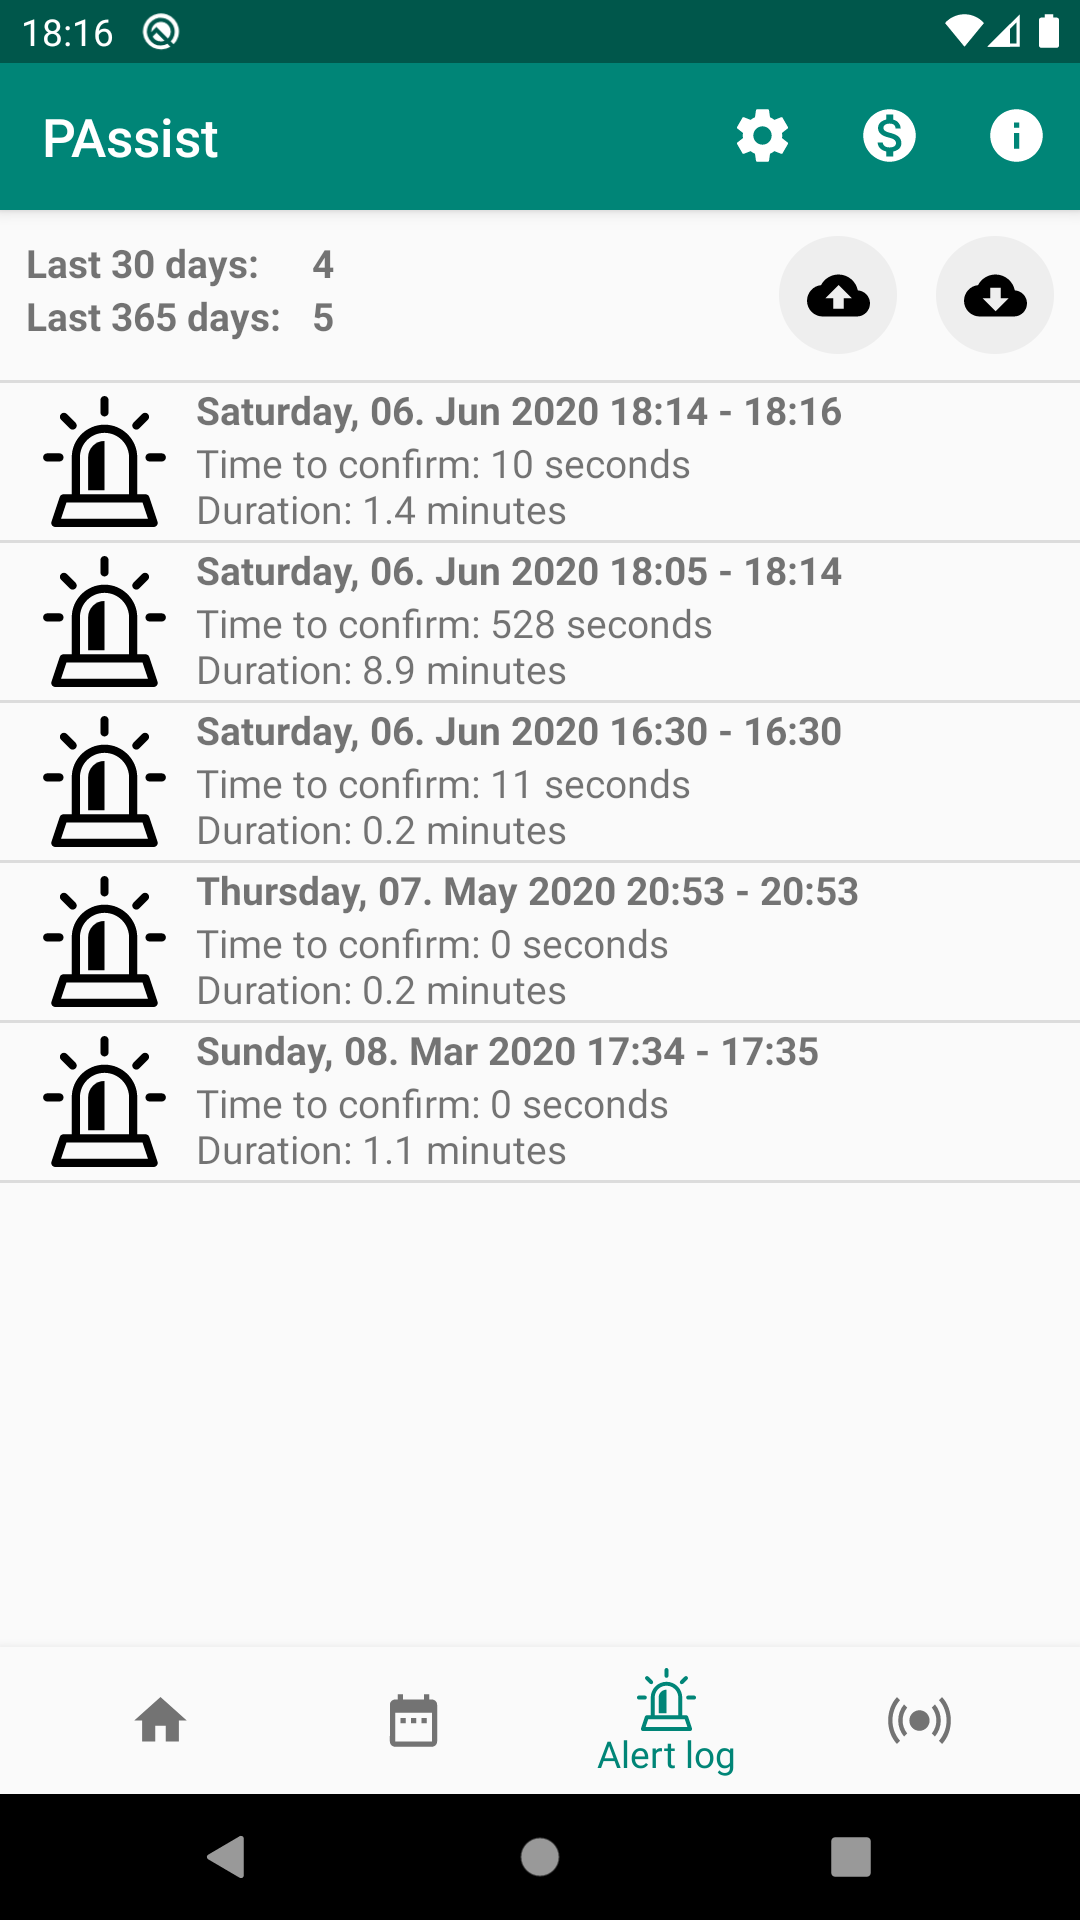 18:16
PAssist
Last 30 days: 4
Last 365 days: 5
Saturday, 06. Jun 2020 18:14 - 18:16
Time to confirm: 10 seconds
Duration: 1.4 minutes
Saturday, 06. Jun 2020 18:05 - 18:14
Time to confirm: 528 seconds
Duration: 8.9 minutes
Saturday, 06. Jun 2020 16:30 - 16:30
Time to confirm: 11 seconds
Duration: 0.2 minutes
Thursday, 07. May 2020 20:53 - 20:53
Time to confirm: 0 seconds
Duration: 0.2 minutes
Sunday, 08. Mar 2020 17:34 - 17:35
Time to confirm: 0 seconds
Duration: 1.1 minutes
Alert log